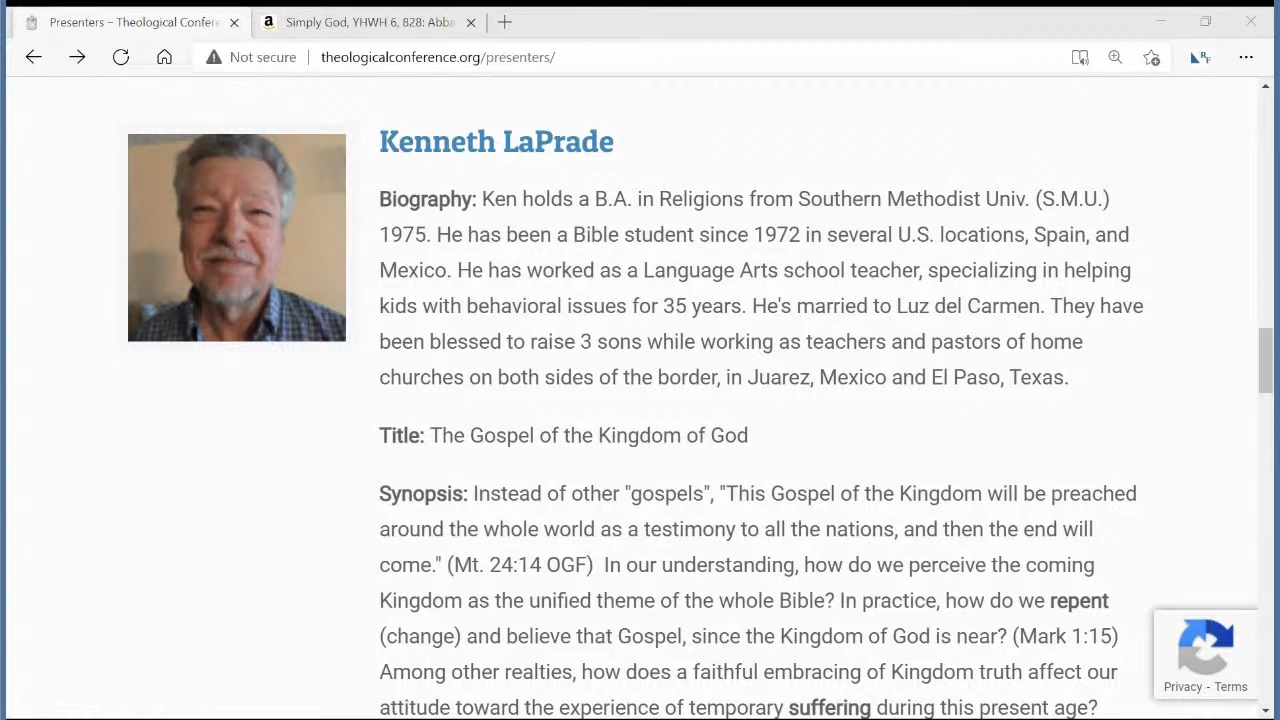 Presenters – Theological Confere
Simply God, YHWH 6, 828: Abba
Not secure
theologicalconference.org/presenters/
Kenneth LaPrade
Biography: Ken holds a B.A. in Religions from Southern Methodist Univ. (S.M.U.)
1975. He has been a Bible student since 1972 in several U.S. locations, Spain, and
Mexico. He has worked as a Language Arts school teacher, specializing in helping
kids with behavioral issues for 35 years. He's married to Luz del Carmen. They have
been blessed to raise 3 sons while working as teachers and pastors of home
churches on both sides of the border, in Juarez, Mexico and El Paso, Texas.
Title: The Gospel of the Kingdom of God
Synopsis: Instead of other "gospels", "This Gospel of the Kingdom will be preached
around the whole world as a testimony to all the nations, and then the end will
come." (Mt. 24:14 OGF)  In our understanding, how do we perceive the coming
Kingdom as the unified theme of the whole Bible? In practice, how do we repent
(change) and believe that Gospel, since the Kingdom of God is near? (Mark 1:15)
Among other realties, how does a faithful embracing of Kingdom truth affect our
attitude toward the experience of temporary suffering during this present age?
Privacy - Terms